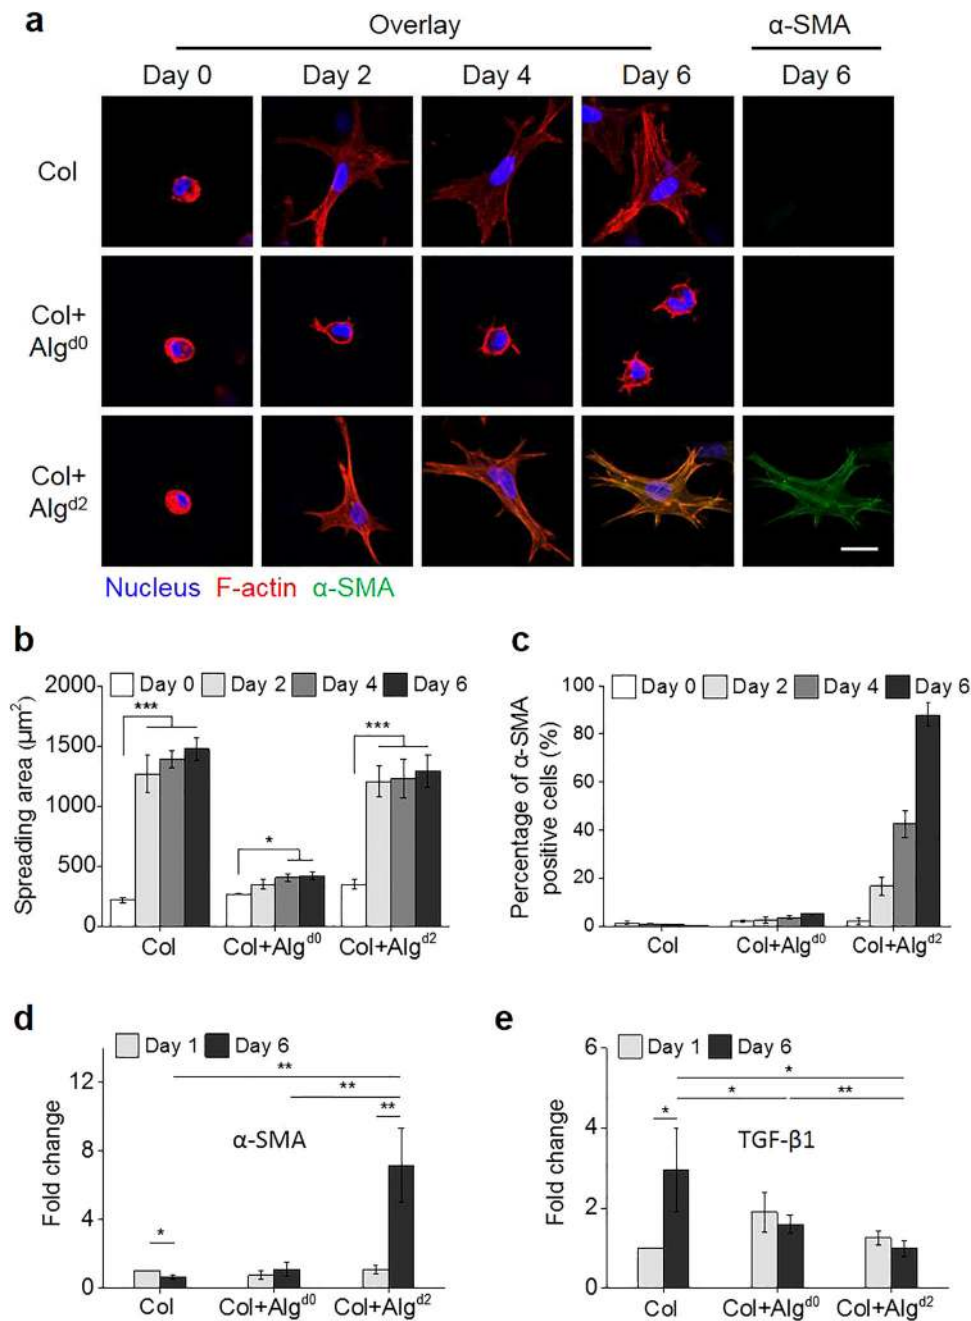 a
Overlay α-SMA
Day 0 Day 2 Day 4 Day 6 Day 6
Col
Col+
Alg^d0
Col+
Alg^d2
Nucleus F-actin α-SMA
b
Day 0 Day 2 Day 4 Day 6
Spreading area (μm²)
2000
1500
1000
500
0
***
*
***
Col Col+Alg^d0 Col+Alg^d2
c
Day 0 Day 2 Day 4 Day 6
Percentage of α-SMA
positive cells (%)
100
80
60
40
20
0
Col Col+Alg^d0 Col+Alg^d2
d
Day 1 Day 6
Fold change
12
8
4
0
**
**
**
*
α-SMA
Col Col+Alg^d0 Col+Alg^d2
e
Day 1 Day 6
Fold change
6
4
2
0
*
* **
*
TGF-β1
Col Col+Alg^d0 Col+Alg^d2